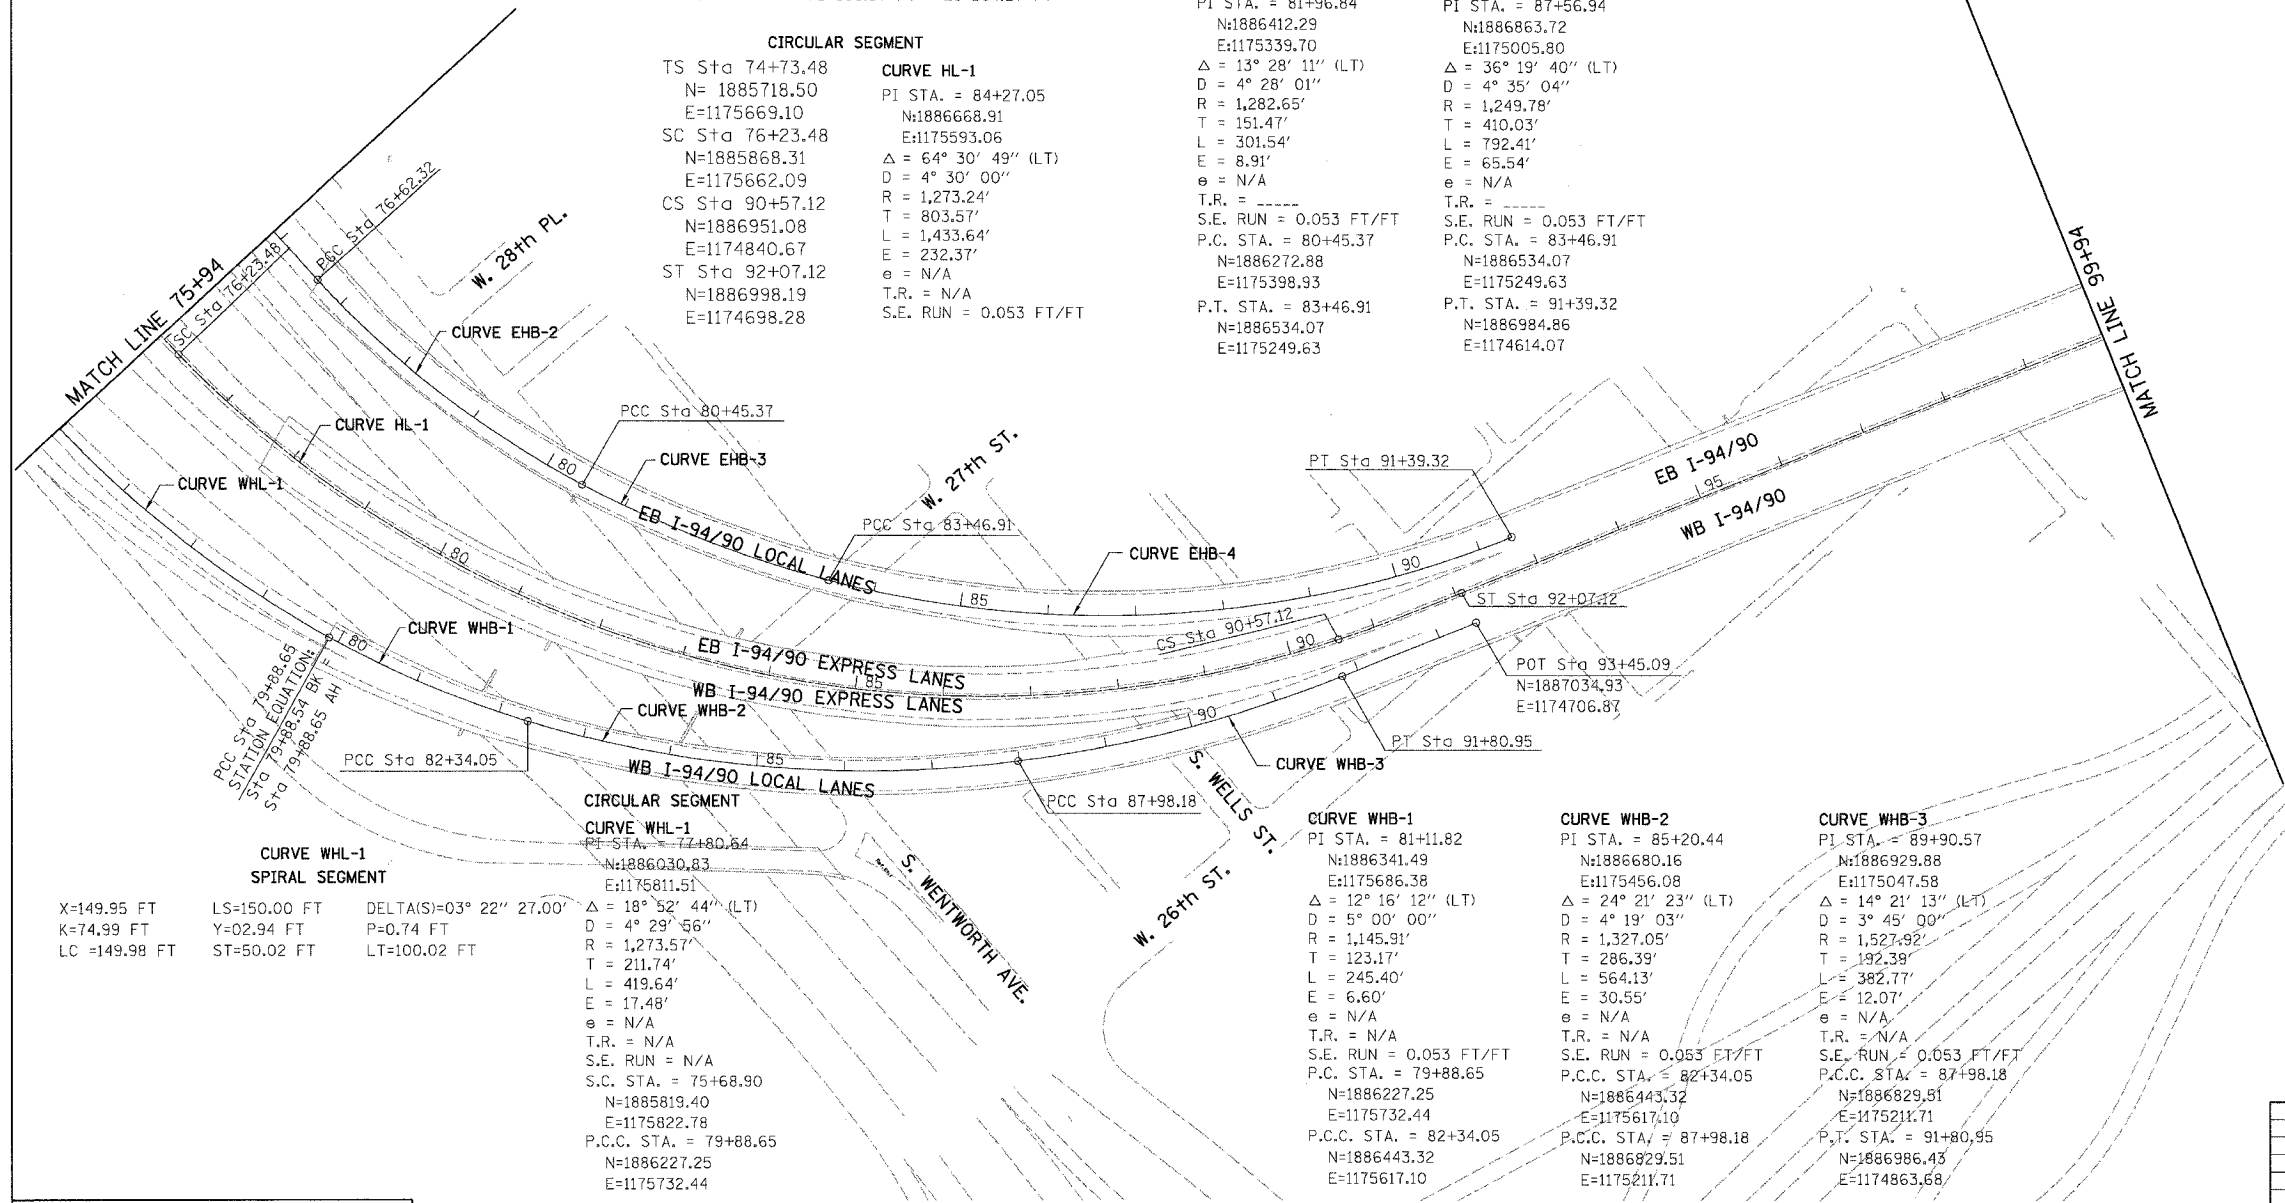 CIRCULAR SEGMENT
TS Sta 74+73.48
N= 1885718.50
E=1175669.10
SC Sta 76+23.48
N=1885868.31
E=1175662.09
CS Sta 90+57.12
N=1886951.08
E=1174840.67
ST Sta 92+07.12
N=1886998.19
E=1174698.28
CURVE HL-1
PI STA. = 84+27.05
N:1886668.91
E:1175593.06
Δ = 64° 30' 49'' (LT)
D = 4° 30' 00''
R = 1,273.24'
T = 803.57'
L = 1,433.64'
E = 232.37'
e = N/A
T.R. = N/A
S.E. RUN = 0.053 FT/FT
PI STA. = 81+96.84
N:1886412.29
E:1175339.70
Δ = 13° 28' 11'' (LT)
D = 4° 28' 01''
R = 1,282.65'
T = 151.47'
L = 301.54'
E = 8.91'
e = N/A
T.R. = _____
S.E. RUN = 0.053 FT/FT
P.C. STA. = 80+45.37
N=1886272.88
E=1175398.93
P.T. STA. = 83+46.91
N=1886534.07
E=1175249.63
PI STA. = 87+56.94
N:1886863.72
E:1175005.80
Δ = 36° 19' 40'' (LT)
D = 4° 35' 04''
R = 1,249.78'
T = 410.03'
L = 792.41'
E = 65.54'
e = N/A
T.R. = _____
S.E. RUN = 0.053 FT/FT
P.C. STA. = 83+46.91
N=1886534.07
E=1175249.63
P.T. STA. = 91+39.32
N=1886984.86
E=1174614.07
MATCH LINE 75+94
SC Sta 76+23.48
PCC Sta 76+62.32
W. 28th PL.
CURVE EHB-2
MATCH LINE 99+94
CURVE HL-1
PCC Sta 80+45.37
CURVE WHL-1
80
CURVE EHB-3
W. 27th ST.
PT Sta 91+39.32
EB I-94/90
95
WB I-94/90
EB I-94/90 LOCAL LANES
PCC Sta 83+46.91
CURVE EHB-4
80
90
85
ST Sta 92+07.12
CS Sta 90+57.12
90
CURVE WHB-1
80
EB I-94/90 EXPRESS LANES
85
WB I-94/90 EXPRESS LANES
POT Sta 93+45.09
N=1887034.93
E=1174706.87
PCC Sta 79+88.65
STATION EQUATION:
Sta 79+88.54 BK =
Sta 79+88.65 AH
CURVE WHB-2
90
PCC Sta 82+34.05
85
WB I-94/90 LOCAL LANES
PT Sta 91+80.95
CURVE WHB-3
PCC Sta 87+98.18
S. WELLS ST.
S. WENTWORTH AVE.
W. 26th ST.
CURVE WHL-1
SPIRAL SEGMENT
X=149.95 FT LS=150.00 FT DELTA(S)=03° 22'' 27.00'
K=74.99 FT Y=02.94 FT P=0.74 FT
LC =149.98 FT ST=50.02 FT LT=100.02 FT
CIRCULAR SEGMENT
CURVE WHL-1
PI STA. = 77+80.64
N:1886030.83
E:1175811.51
Δ = 18° 52' 44'' (LT)
D = 4° 29' 56''
R = 1,273.57'
T = 211.74'
L = 419.64'
E = 17.48'
e = N/A
T.R. = N/A
S.E. RUN = N/A
S.C. STA. = 75+68.90
N=1885819.40
E=1175822.78
P.C.C. STA. = 79+88.65
N=1886227.25
E=1175732.44
CURVE WHB-1
PI STA. = 81+11.82
N:1886341.49
E:1175686.38
Δ = 12° 16' 12'' (LT)
D = 5° 00' 00''
R = 1,145.91'
T = 123.17'
L = 245.40'
E = 6.60'
e = N/A
T.R. = N/A
S.E. RUN = 0.053 FT/FT
P.C. STA. = 79+88.65
N=1886227.25
E=1175732.44
P.C.C. STA. = 82+34.05
N=1886443.32
E=1175617.10
CURVE WHB-2
PI STA. = 85+20.44
N:1886680.16
E:1175456.08
Δ = 24° 21' 23'' (LT)
D = 4° 19' 03''
R = 1,327.05'
T = 286.39'
L = 564.13'
E = 30.55'
e = N/A
T.R. = N/A
S.E. RUN = 0.053 FT/FT
P.C.C. STA. = 82+34.05
N=1886443.32
E=1175617.10
P.C.C. STA. = 87+98.18
N=1886829.51
E=1175211.71
CURVE WHB-3
PI STA. = 89+90.57
N:1886929.88
E:1175047.58
Δ = 14° 21' 13'' (LT)
D = 3° 45' 00''
R = 1,527.92'
T = 192.39'
L = 382.77'
E = 12.07'
e = N/A
T.R. = N/A
S.E. RUN = 0.053 FT/FT
P.C.C. STA. = 87+98.18
N=1886829.51
E=1175211.71
P.T. STA. = 91+80.95
N=1886986.43
E=1174863.68